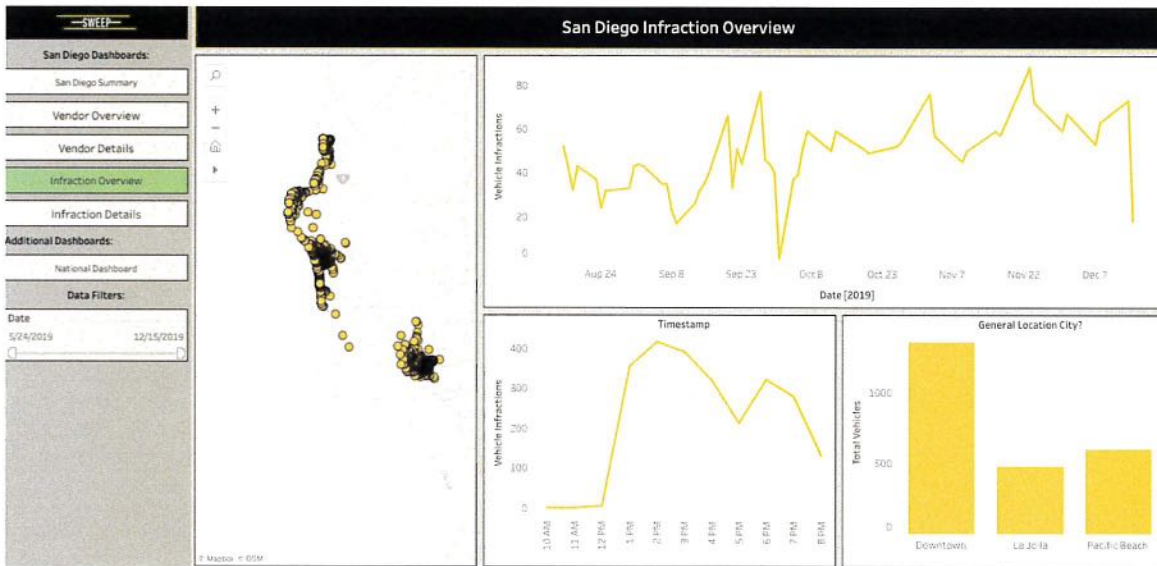 SWEEP
San Diego Infraction Overview
San Diego Dashboards:
San Diego Summary
Vendor Overview
Vendor Details
Infraction Overview
Infraction Details
Additional Dashboards:
National Dashboard
Data Filters:
Date
5/24/2019 12/15/2019
© Mapbox © OSM
Vehicle Infractions
80
60
40
20
0
Aug 24 Sep 8 Sep 23 Oct 8 Oct 23 Nov 7 Nov 22 Dec 7
Date [2019]
Timestamp
Vehicle Infractions
400
300
200
100
0
10 AM 11 AM 12 PM 1 PM 2 PM 3 PM 4 PM 5 PM 6 PM 7 PM 8 PM
General Location City?
Total Vehicles
1000
500
0
Downtown La Jolla Pacific Beach